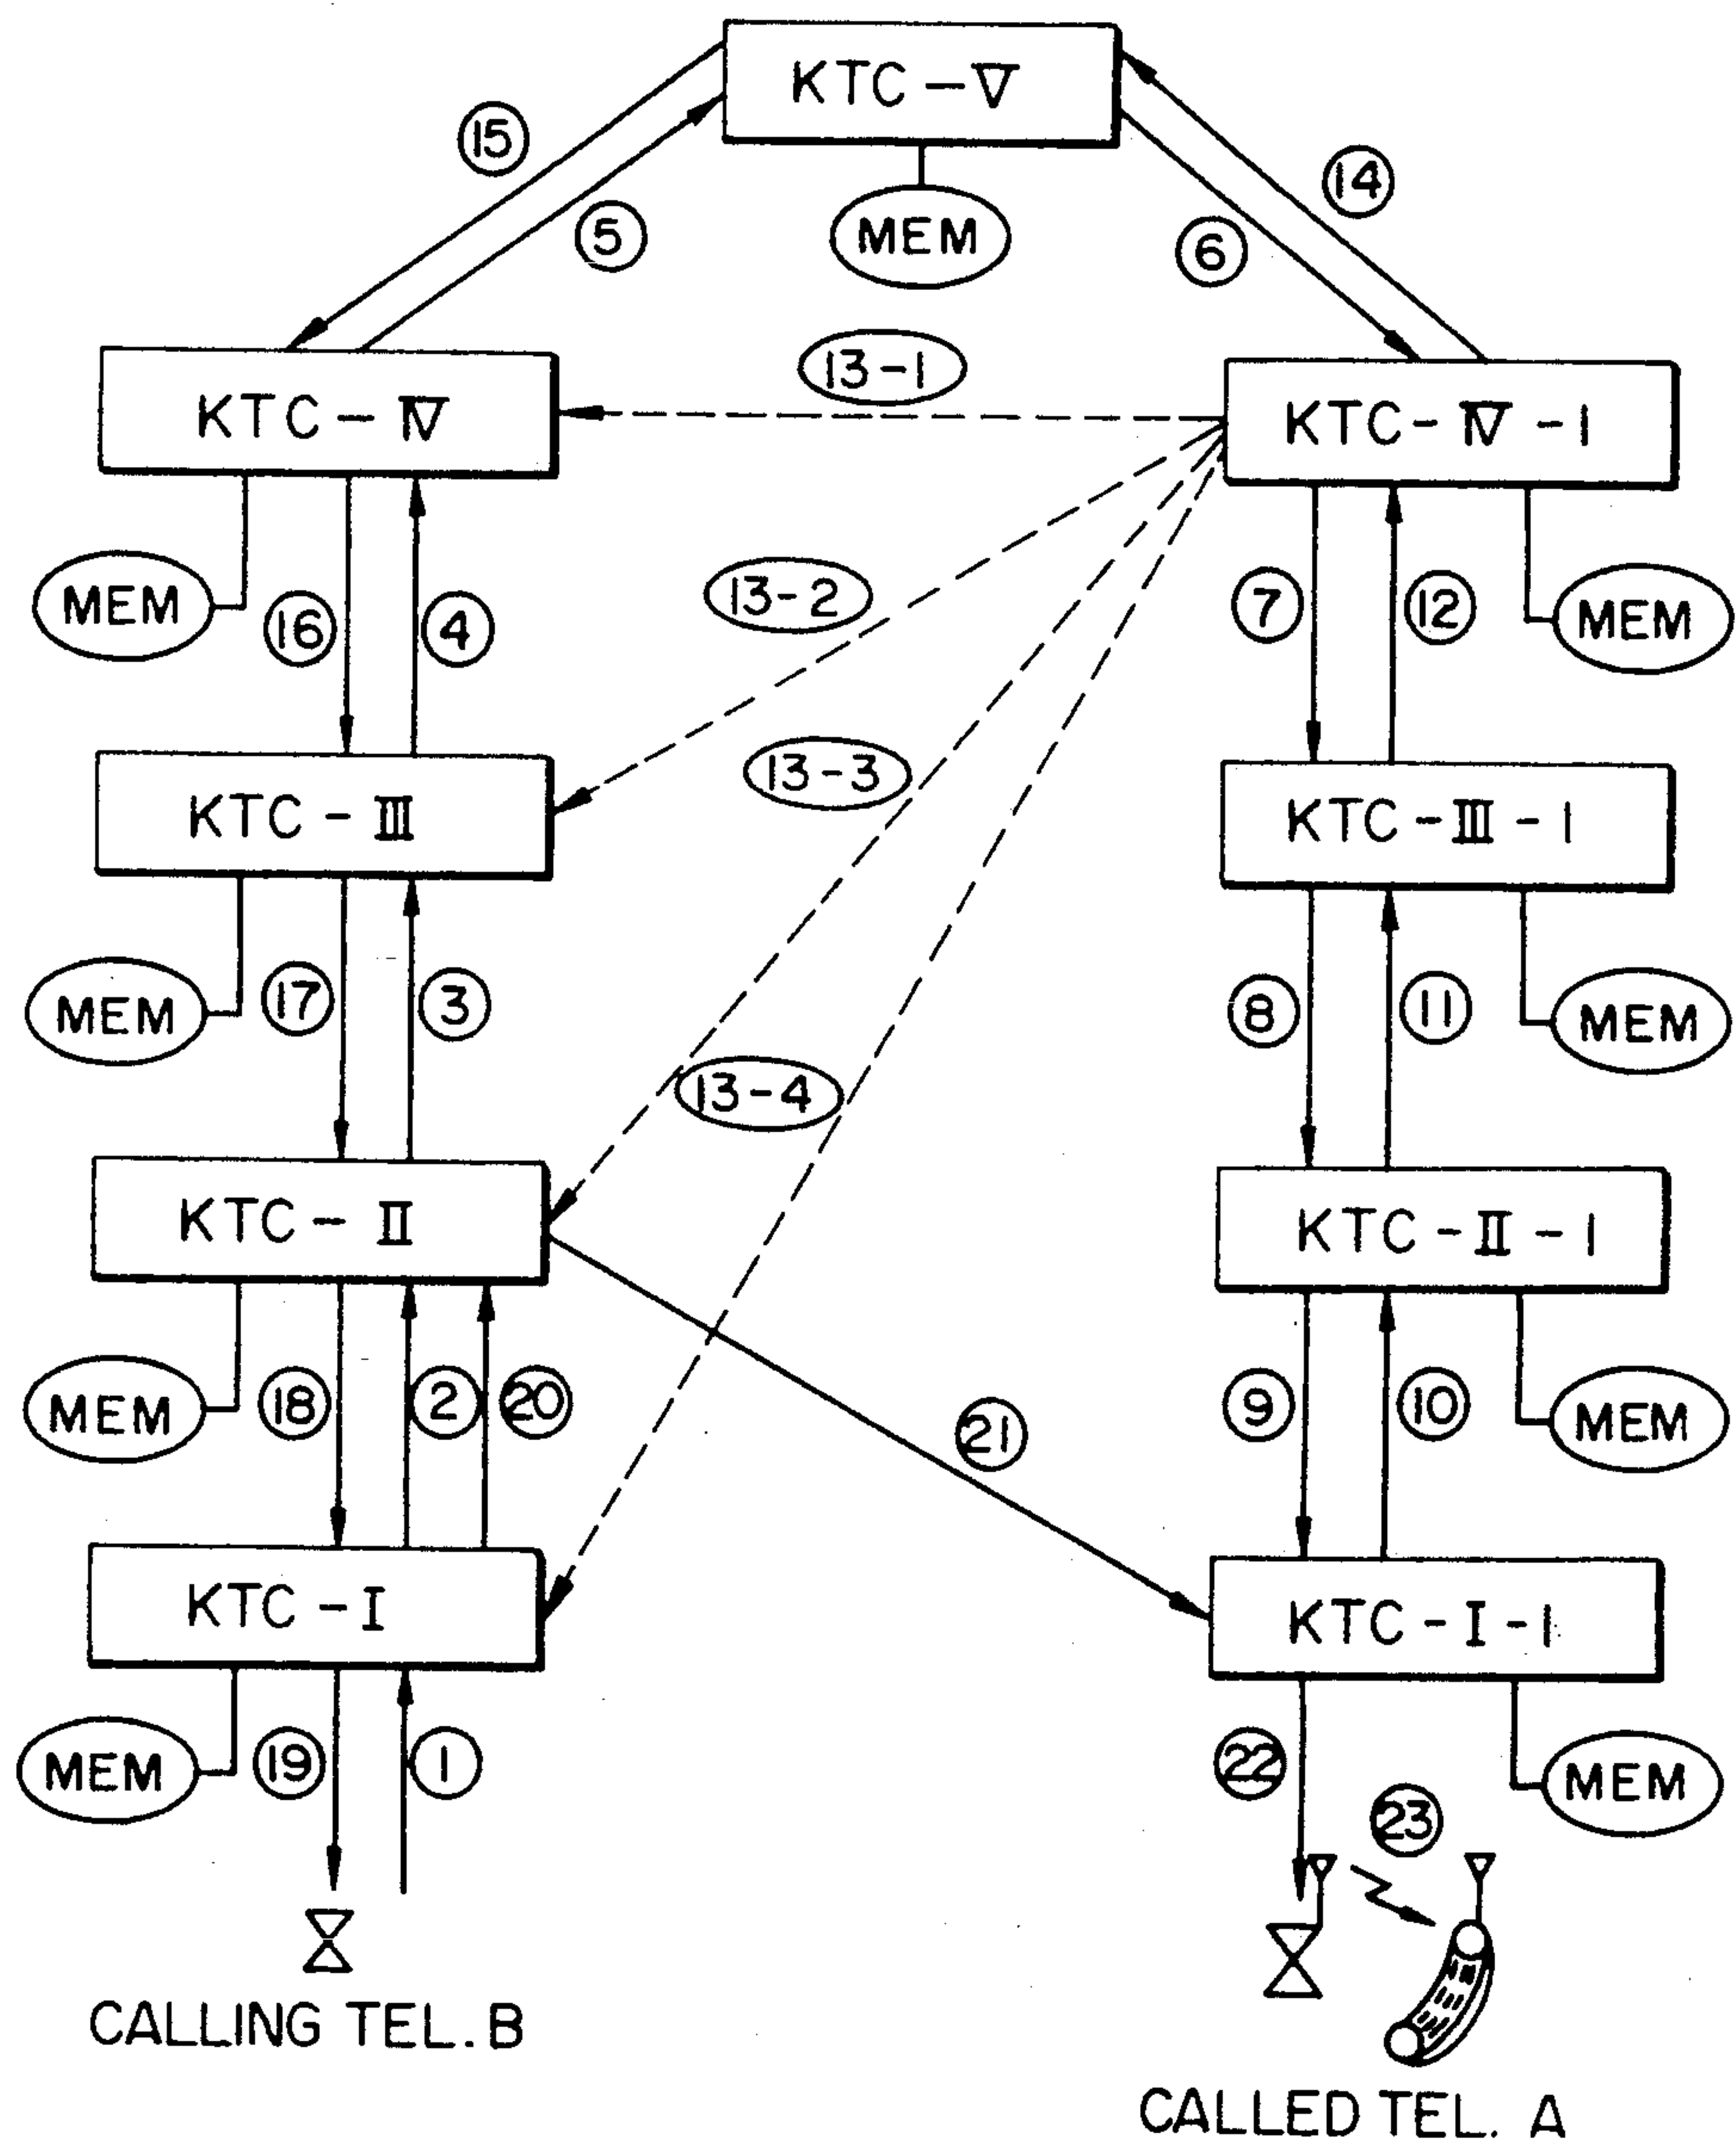 KTC-V
15
14
5
MEM
6
13-1
KTC-IV
KTC-IV-1
13-2
MEM
16
4
7
12
MEM
13-3
KTC-III
KTC-III-1
MEM
17
3
8
11
MEM
13-4
KTC-II
KTC-II-1
MEM
18
2
20
21
9
10
MEM
KTC-I
KTC-I-1
MEM
19
1
22
MEM
23
CALLING TEL. B
CALLED TEL. A